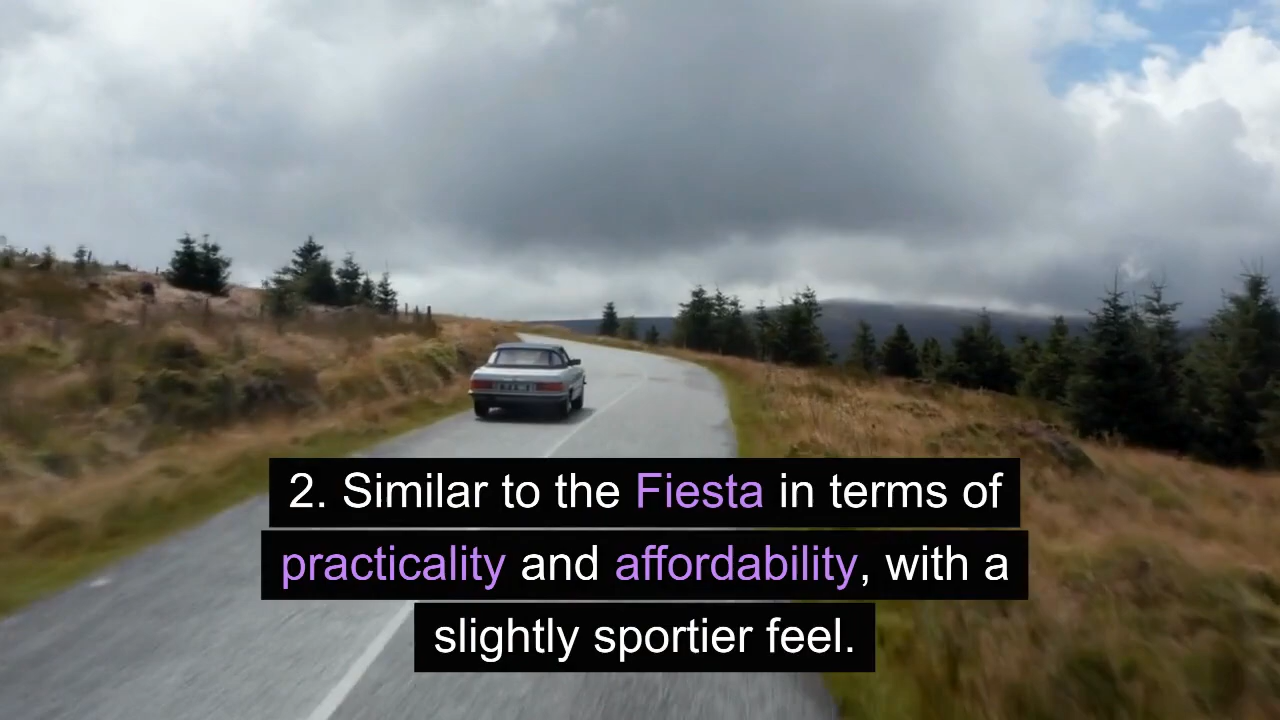 2. Similar to the Fiesta in terms of
practicality and affordability, with a
slightly sportier feel.